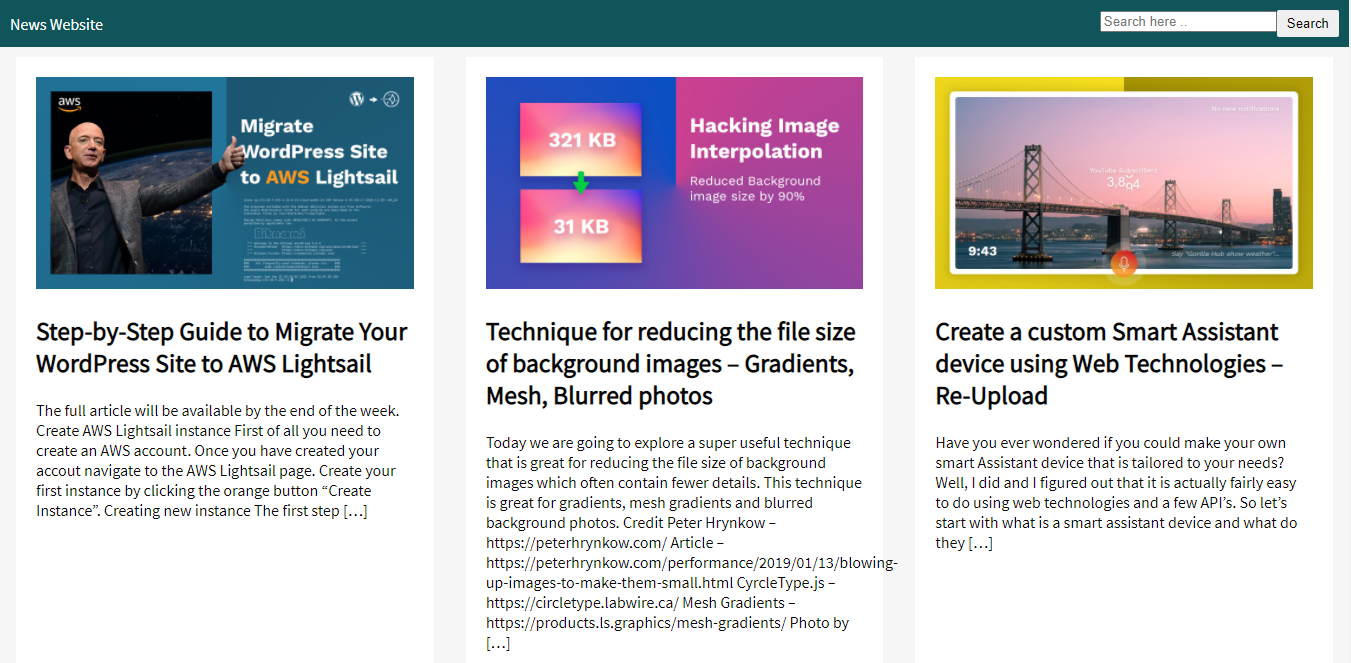 News Website
Search here ..
Search
aws
Migrate
WordPress Site
to AWS Lightsail
Step-by-Step Guide to Migrate Your
WordPress Site to AWS Lightsail
The full article will be available by the end of the week.
Create AWS Lightsail instance First of all you need to
create an AWS account. Once you have created your
accout navigate to the AWS Lightsail page. Create your
first instance by clicking the orange button “Create
Instance”. Creating new instance The first step […]
321 KB
31 KB
Hacking Image
Interpolation
Reduced Background
image size by 90%
Technique for reducing the file size
of background images – Gradients,
Mesh, Blurred photos
Today we are going to explore a super useful technique
that is great for reducing the file size of background
images which often contain fewer details. This technique
is great for gradients, mesh gradients and blurred
background photos. Credit Peter Hrynkow –
https://peterhrynkow.com/ Article –
https://peterhrynkow.com/performance/2019/01/13/blowing-
up-images-to-make-them-small.html CyrcleType.js –
https://circletype.labwire.ca/ Mesh Gradients –
https://products.ls.graphics/mesh-gradients/ Photo by
[…]
No new notifications
YouTube Subscribers
9:43
Say "Gorilla Hub show weather"...
Create a custom Smart Assistant
device using Web Technologies –
Re-Upload
Have you ever wondered if you could make your own
smart Assistant device that is tailored to your needs?
Well, I did and I figured out that it is actually fairly easy
to do using web technologies and a few API’s. So let’s
start with what is a smart assistant device and what do
they […]